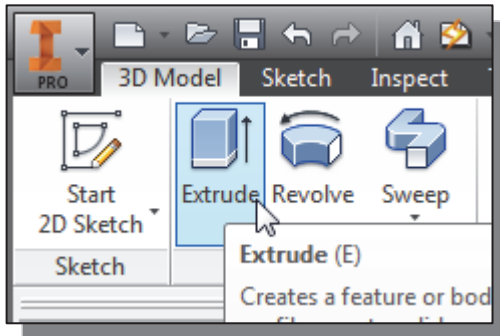 PRO
3D Model Sketch Inspect
Start
2D Sketch
Extrude Revolve Sweep
Sketch
Extrude (E)
Creates a feature or bod